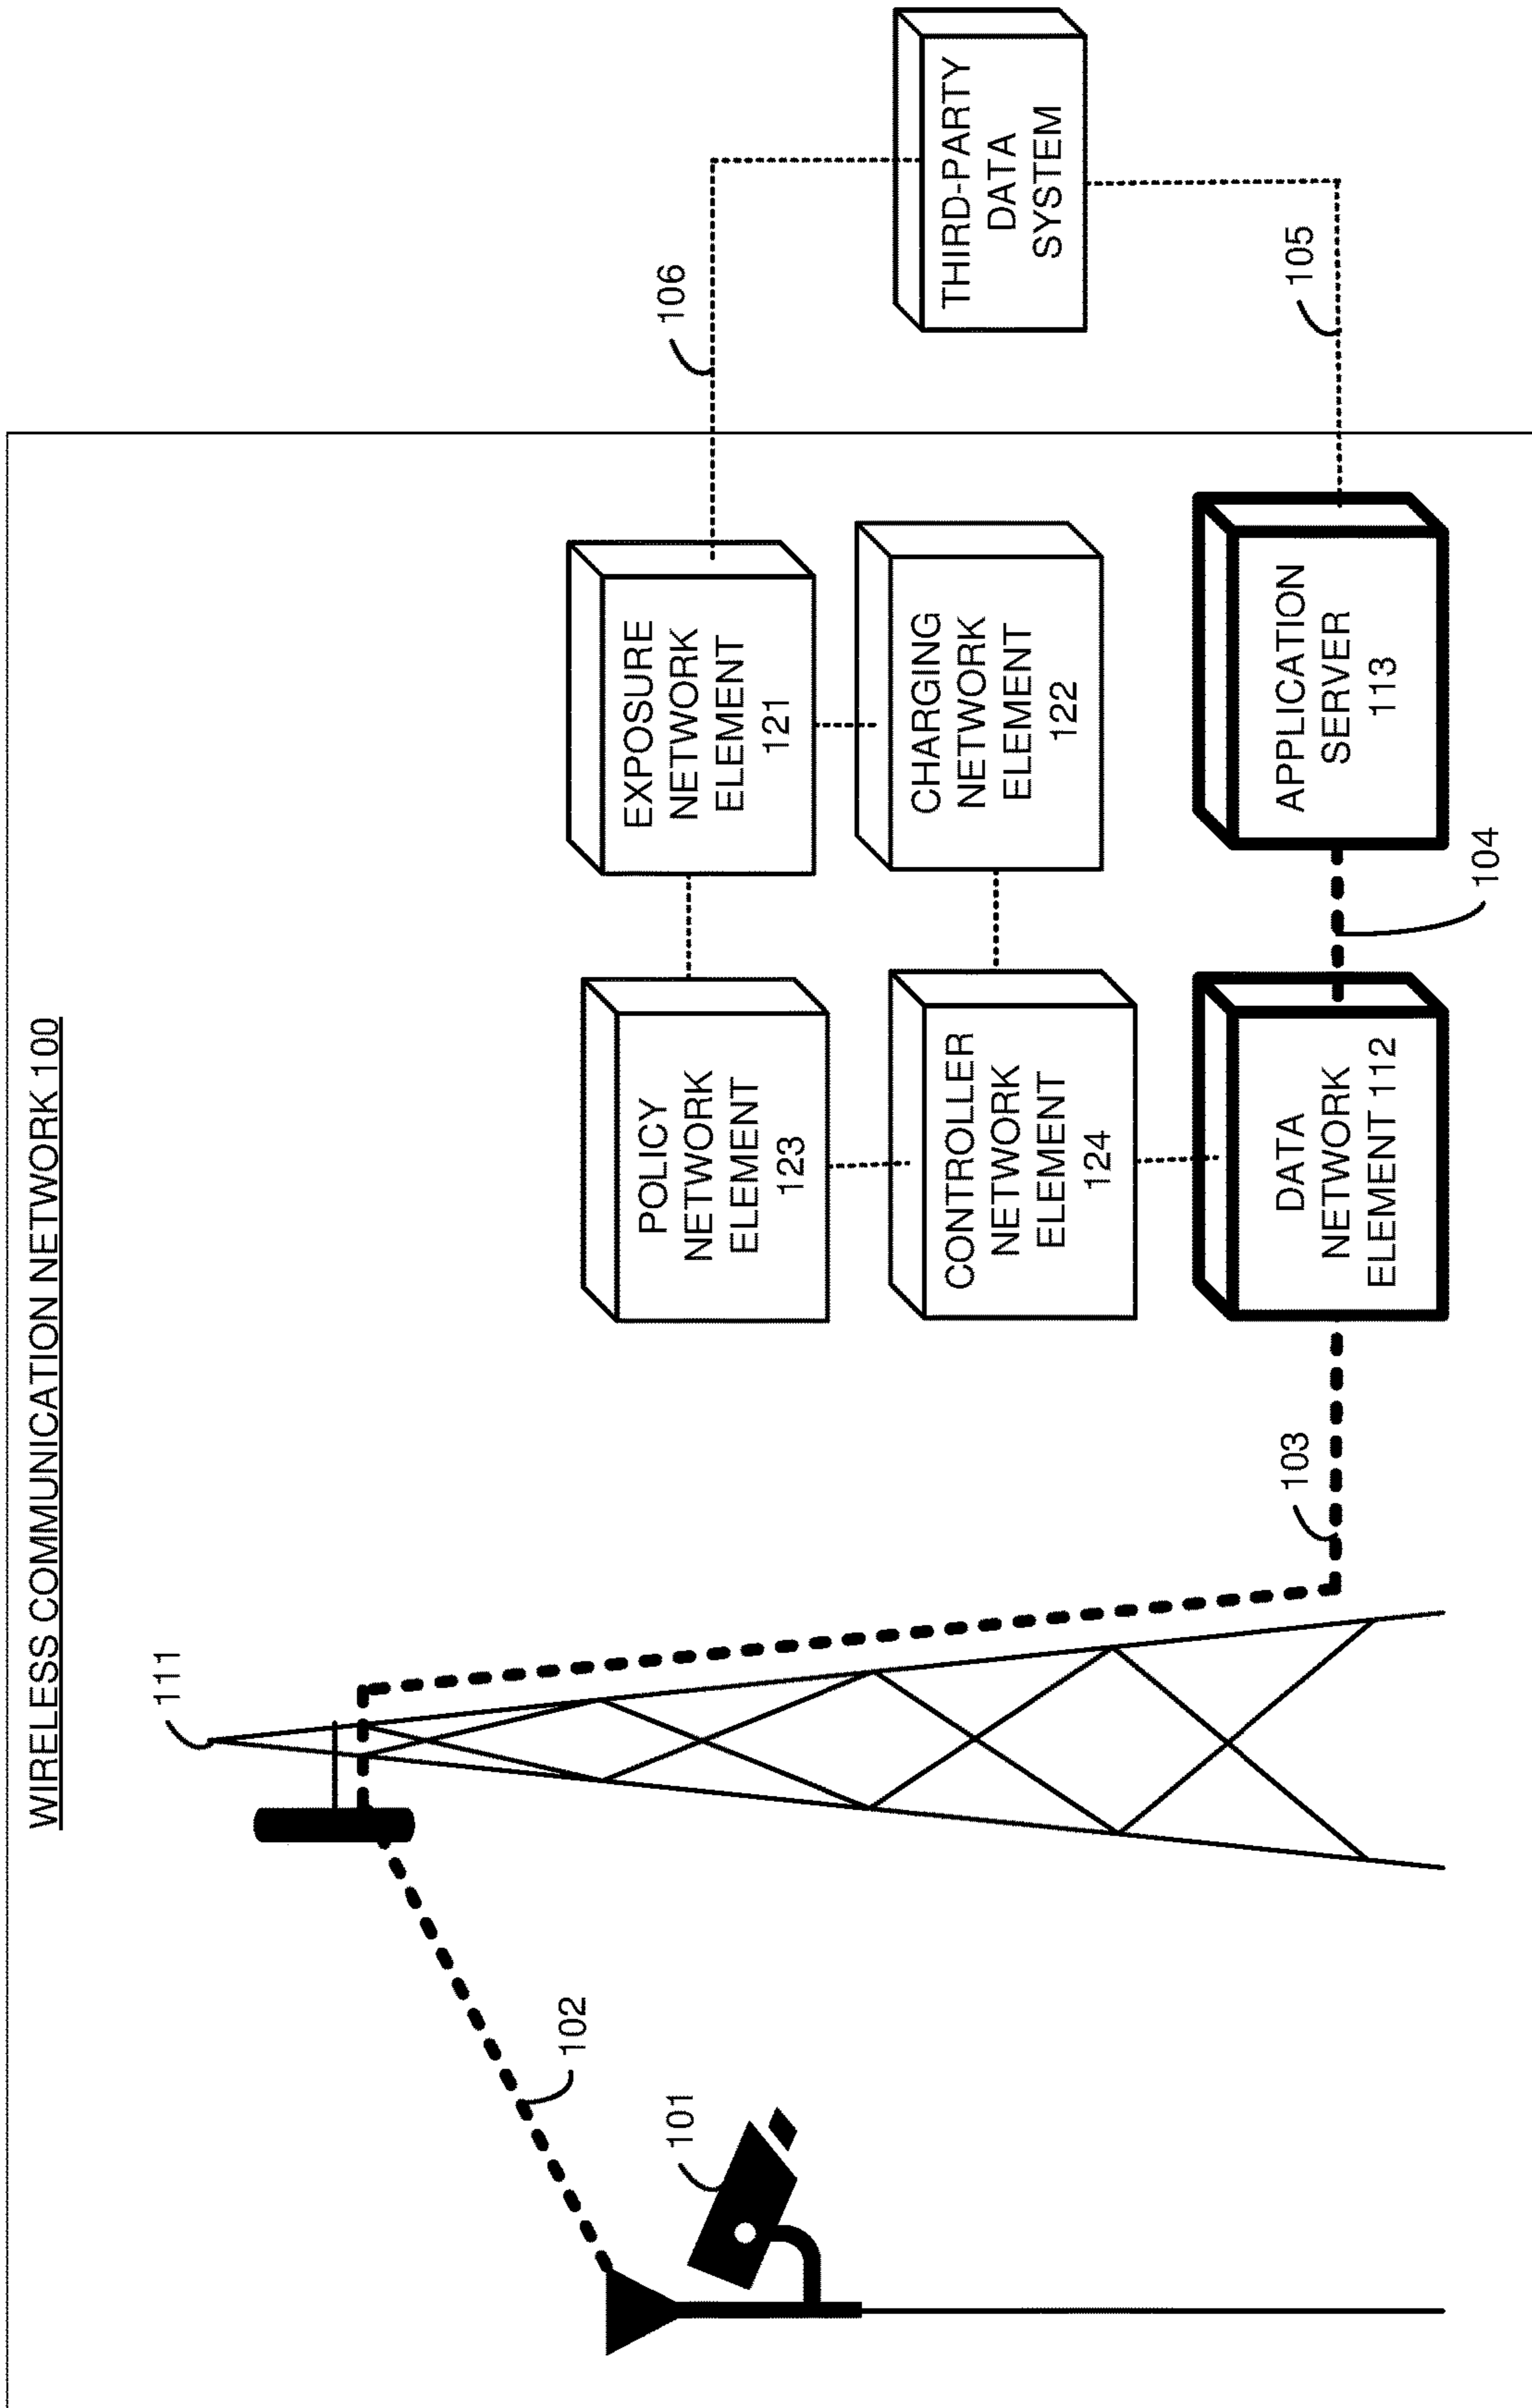 WIRELESS COMMUNICATION NETWORK 100
111
102
101
103
POLICY
NETWORK
ELEMENT
123
EXPOSURE
NETWORK
ELEMENT
121
106
CONTROLLER
NETWORK
ELEMENT
124
CHARGING
NETWORK
ELEMENT
122
THIRD-PARTY
DATA
SYSTEM
DATA
NETWORK
ELEMENT 112
APPLICATION
SERVER
113
105
104